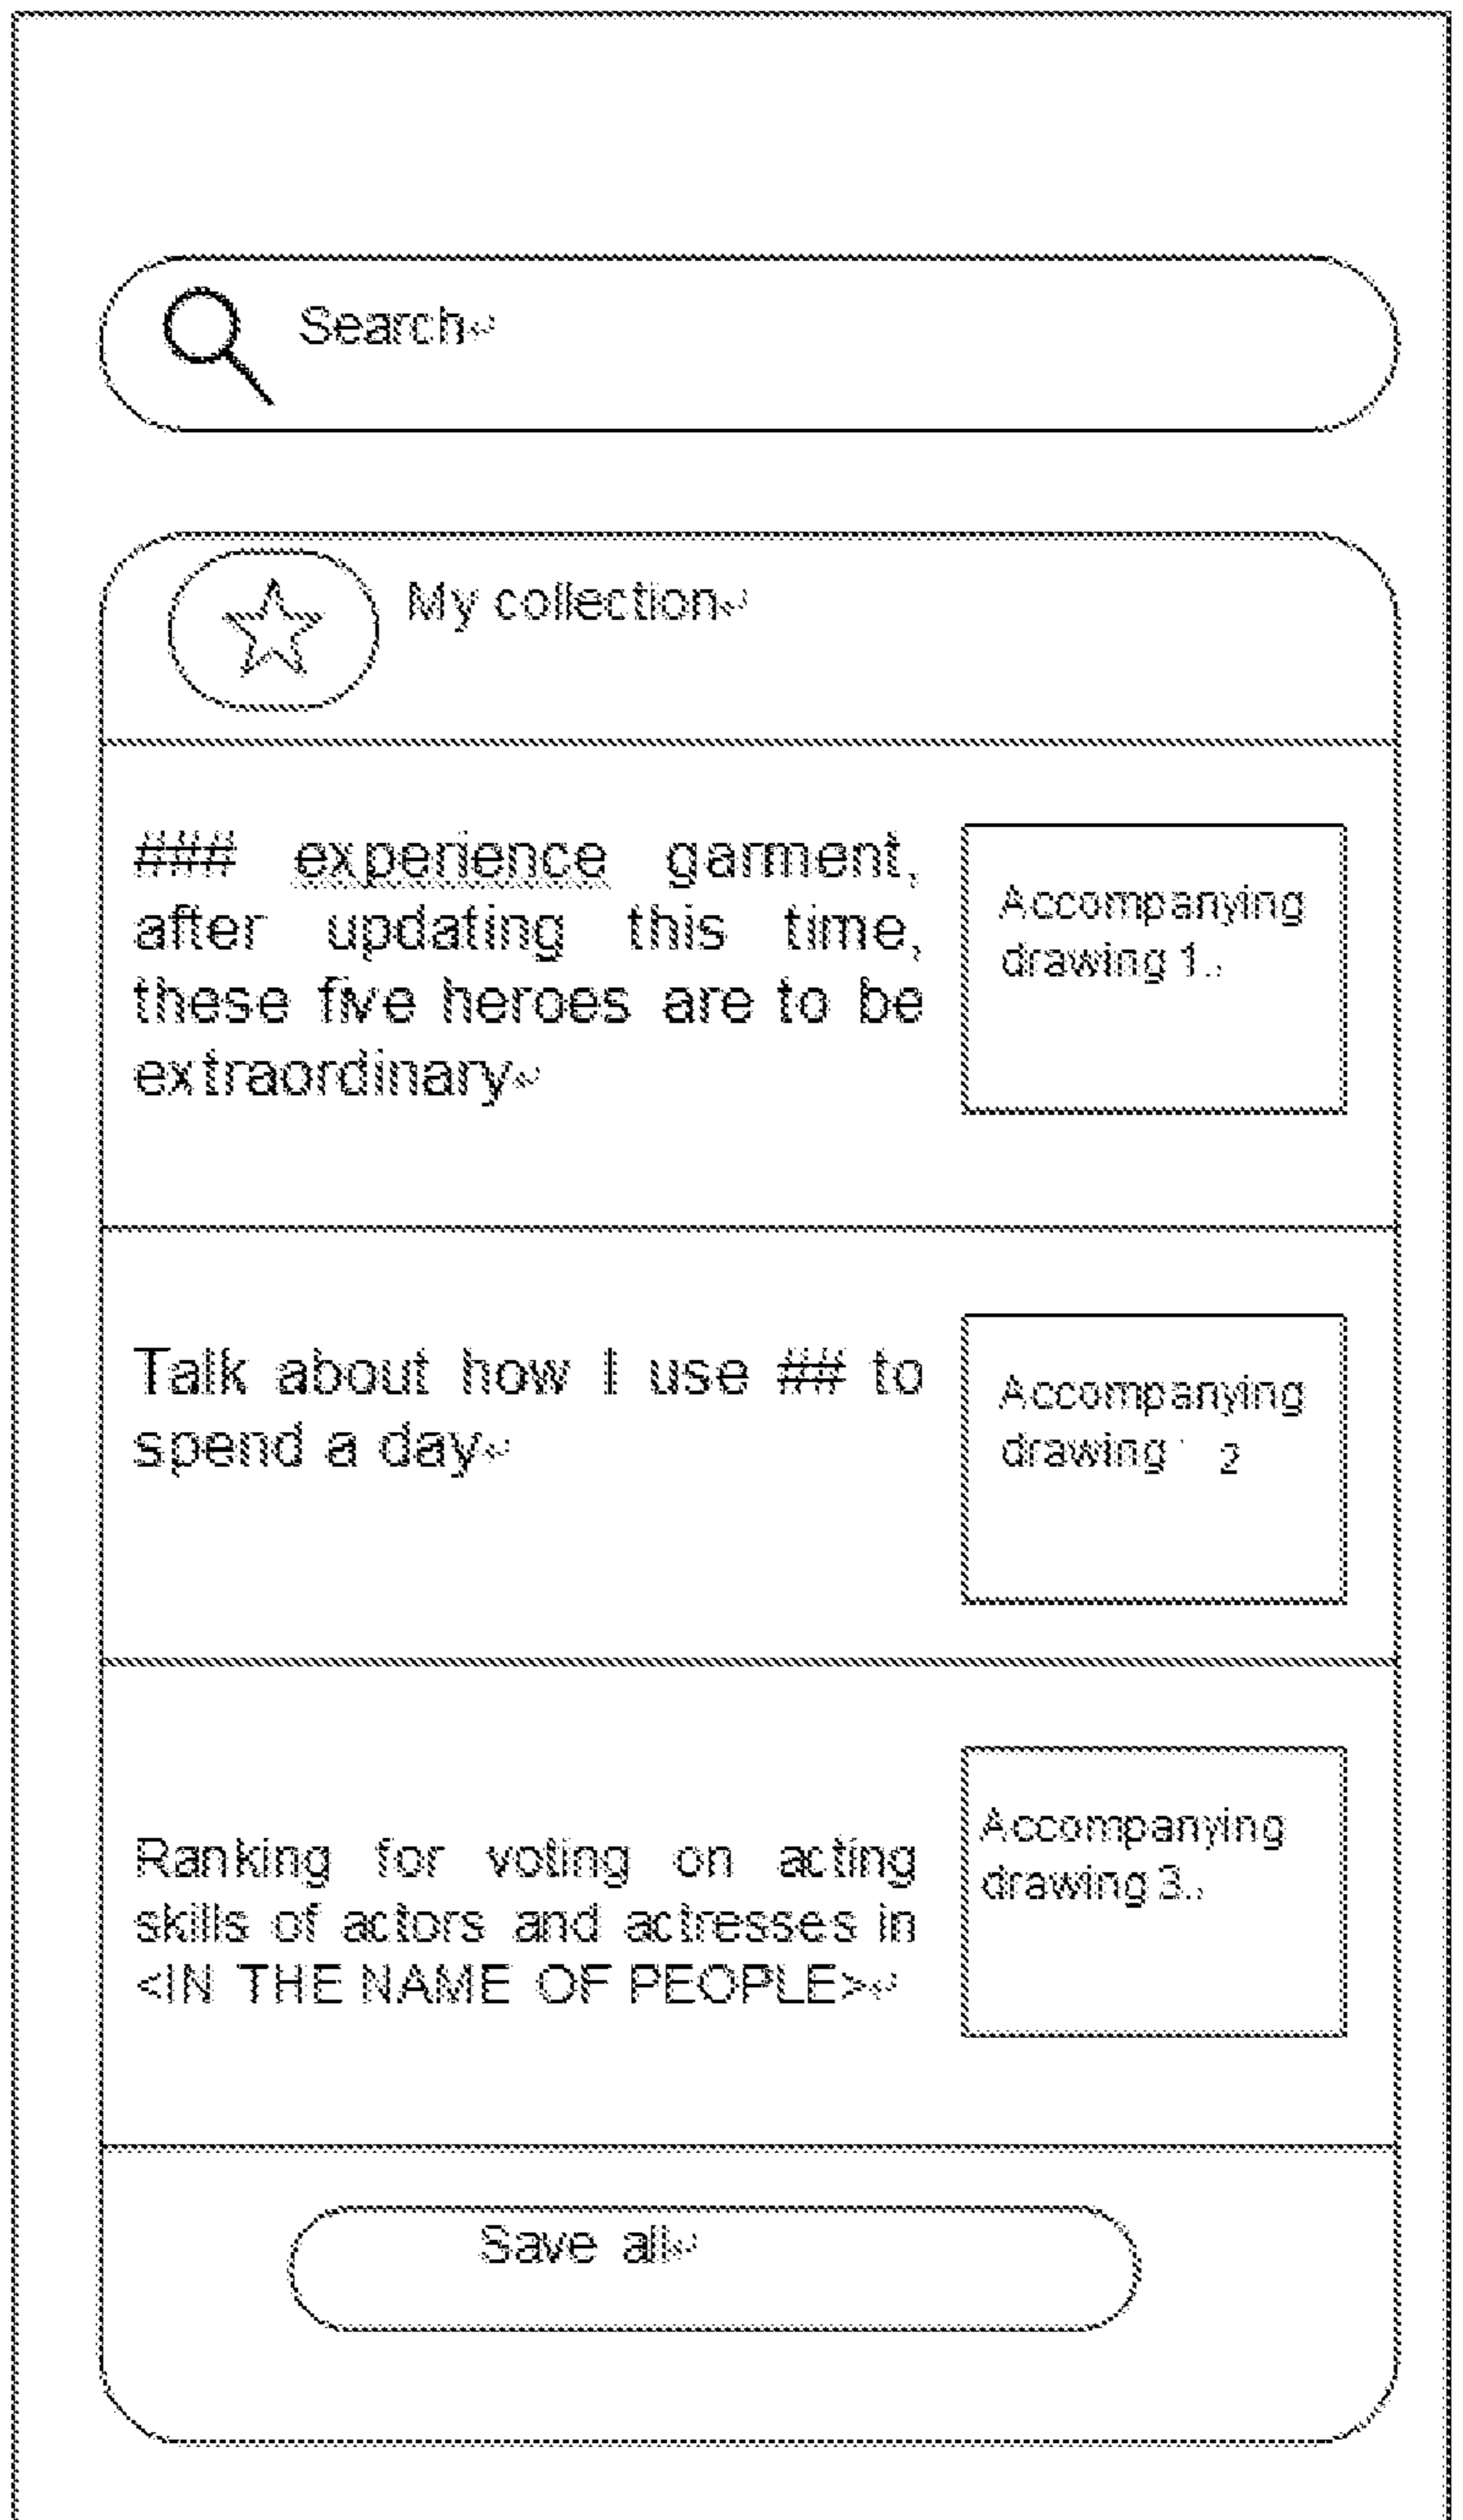 Search
My collection
### experience garment,
after updating this time,
these five heroes are to be
extraordinary
Accompanying
drawing 1
Talk about how I use ## to
spend a day
Accompanying
drawing 2
Ranking for voting on acting
skills of actors and actresses in
<IN THE NAME OF PEOPLE>
Accompanying
drawing 3
Save all